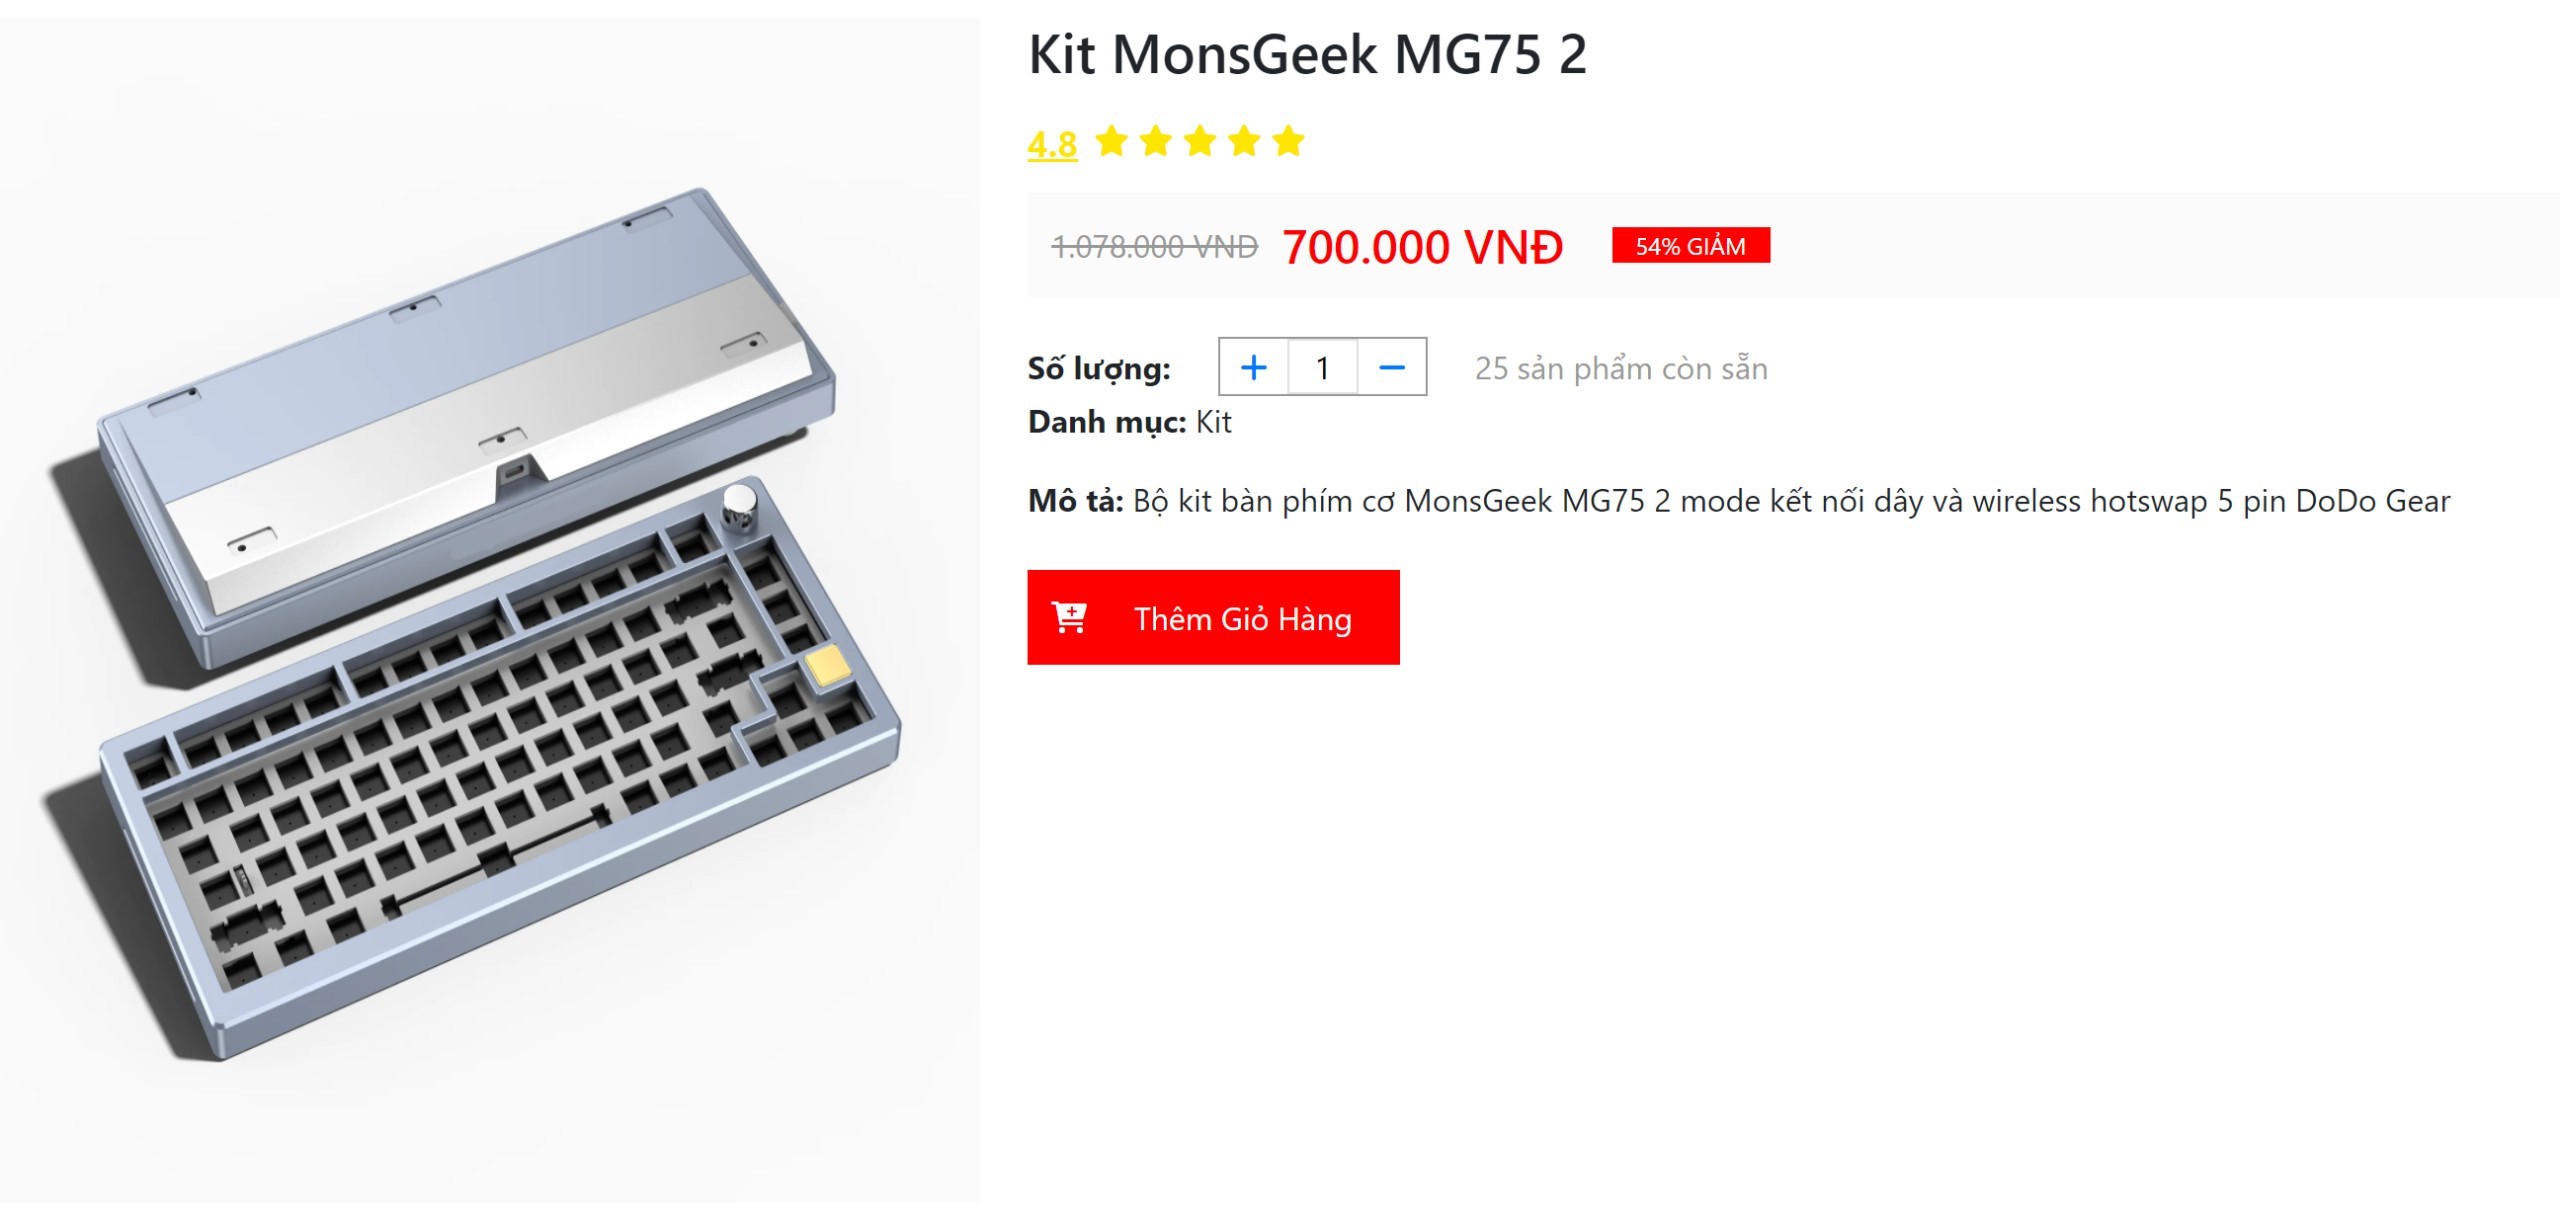 Kit MonsGeek MG75 2
4.8
1.078.000 VNĐ 700.000 VNĐ 54% GIẢM
Số lượng: + 1 − 25 sản phẩm còn sẵn
Danh mục: Kit
Mô tả: Bộ kit bàn phím cơ MonsGeek MG75 2 mode kết nối dây và wireless hotswap 5 pin DoDo Gear
Thêm Giỏ Hàng